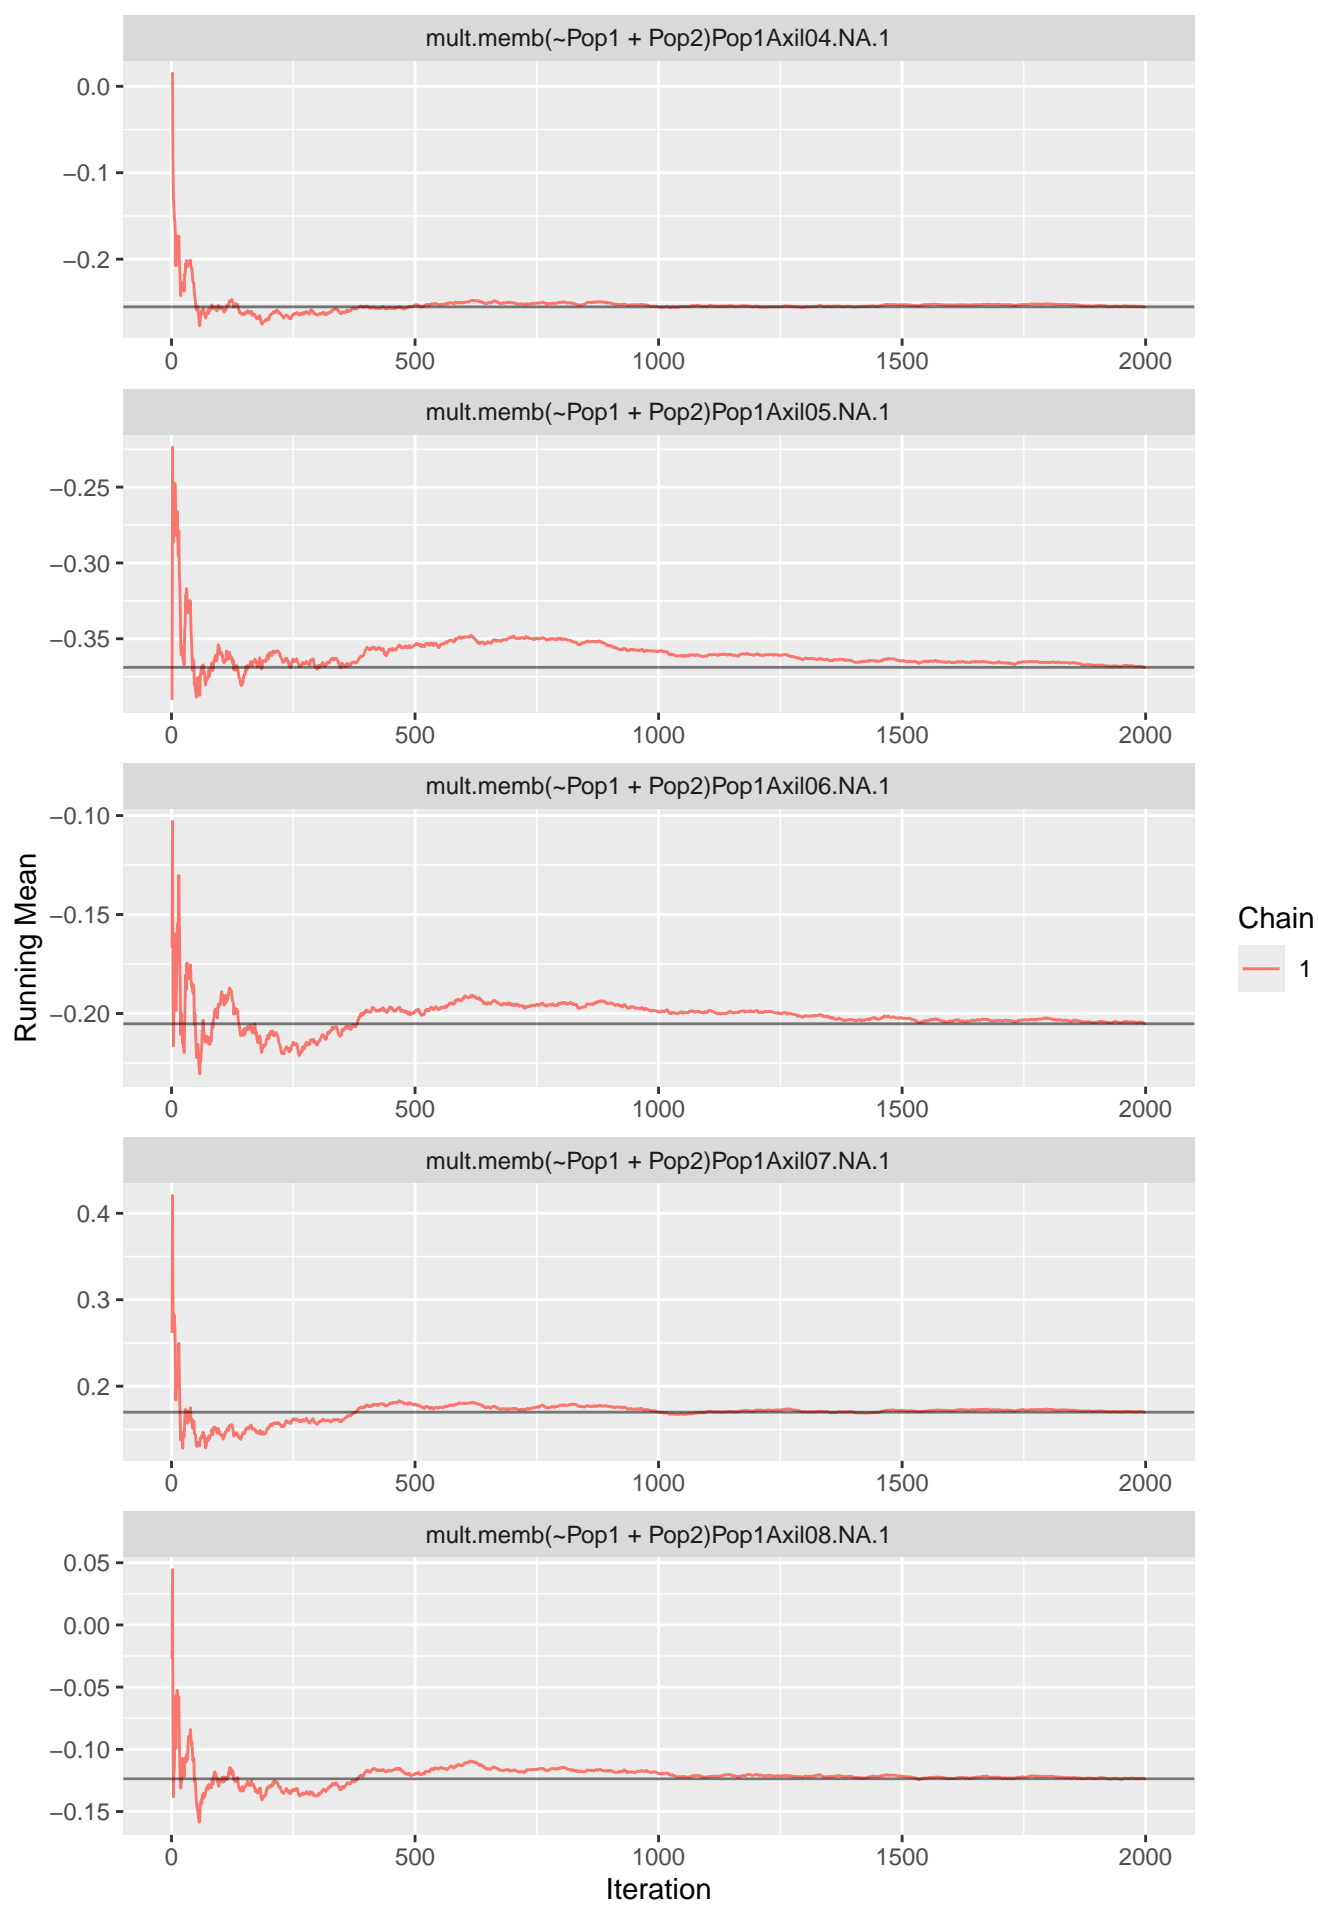 mult.memb(~Pop1 + Pop2)Pop1Axil04.NA.1
0.0
−0.1
−0.2
0 500 1000 1500 2000
mult.memb(~Pop1 + Pop2)Pop1Axil05.NA.1
−0.25
−0.30
−0.35
0 500 1000 1500 2000
mult.memb(~Pop1 + Pop2)Pop1Axil06.NA.1
−0.10
−0.15
−0.20
0 500 1000 1500 2000
Running Mean
mult.memb(~Pop1 + Pop2)Pop1Axil07.NA.1
0.4
0.3
0.2
0 500 1000 1500 2000
mult.memb(~Pop1 + Pop2)Pop1Axil08.NA.1
0.05
0.00
−0.05
−0.10
−0.15
0 500 1000 1500 2000
Iteration
Chain
1